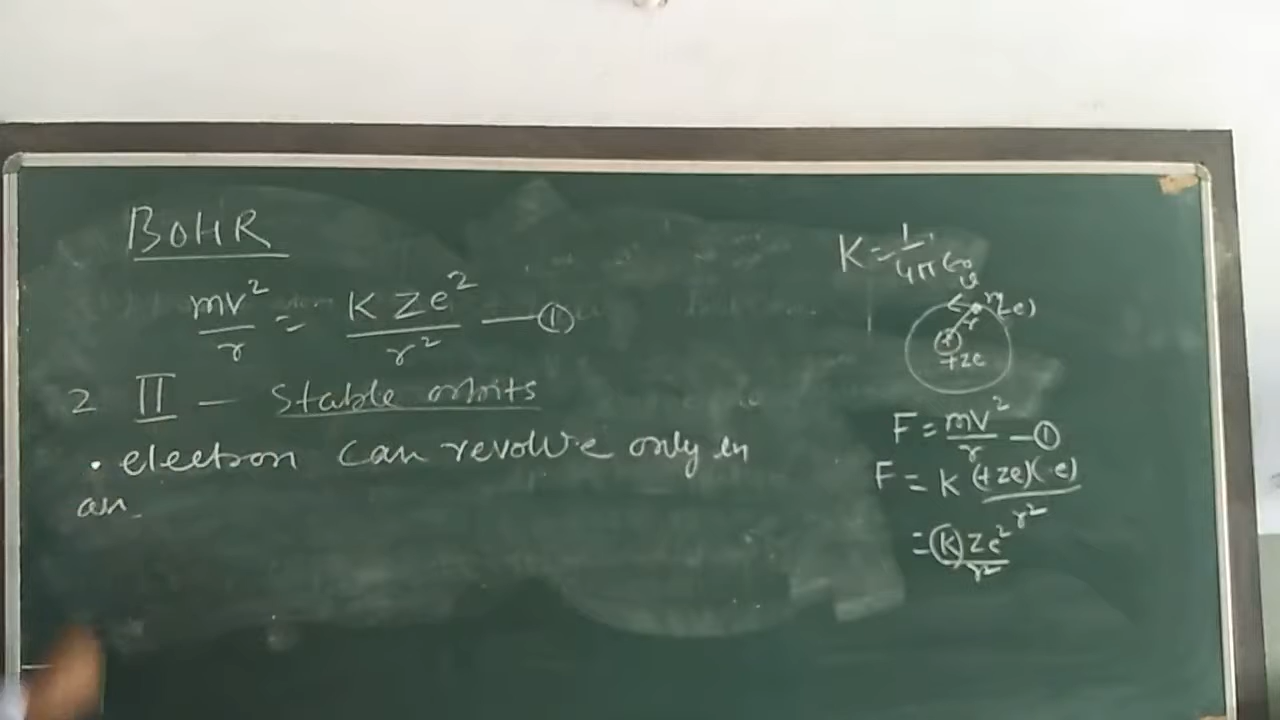 BOHR
mv²/r = KZe²/r² —①
2 II — Stable orbits
• electron can revolve only in
an
K = 1/4πϵ₀
v
r
+ze
F = mv²/r —①
F = K (+ze)(e)/r²
= K Ze²/r²